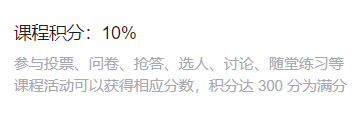 课程积分：10%
参与投票、问卷、抢答、选人、讨论、随堂练习等
课程活动可以获得相应分数，积分达 300 分为满分